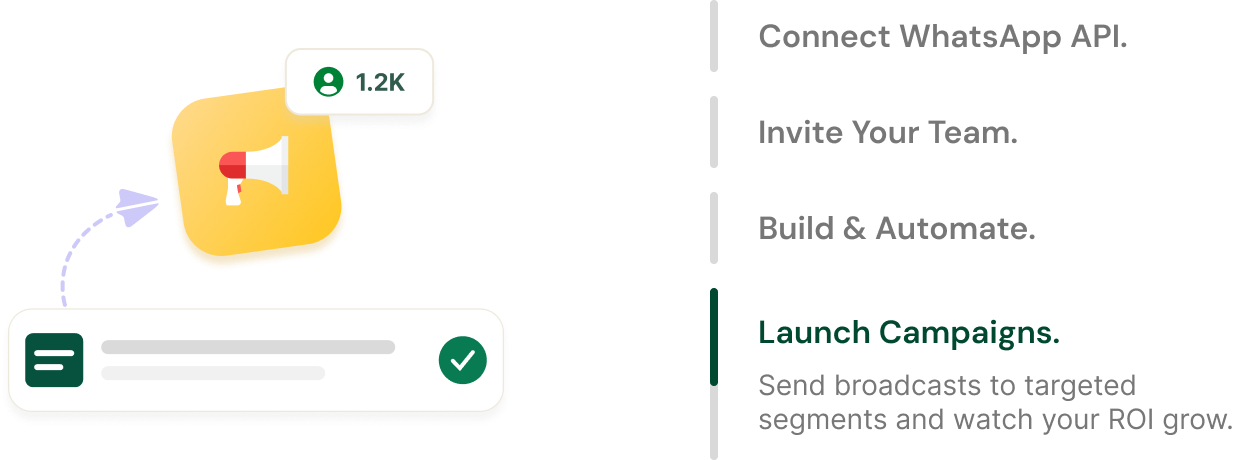 1.2K
Connect WhatsApp API.
Invite Your Team.
Build & Automate.
Launch Campaigns.
Send broadcasts to targeted
segments and watch your ROI grow.